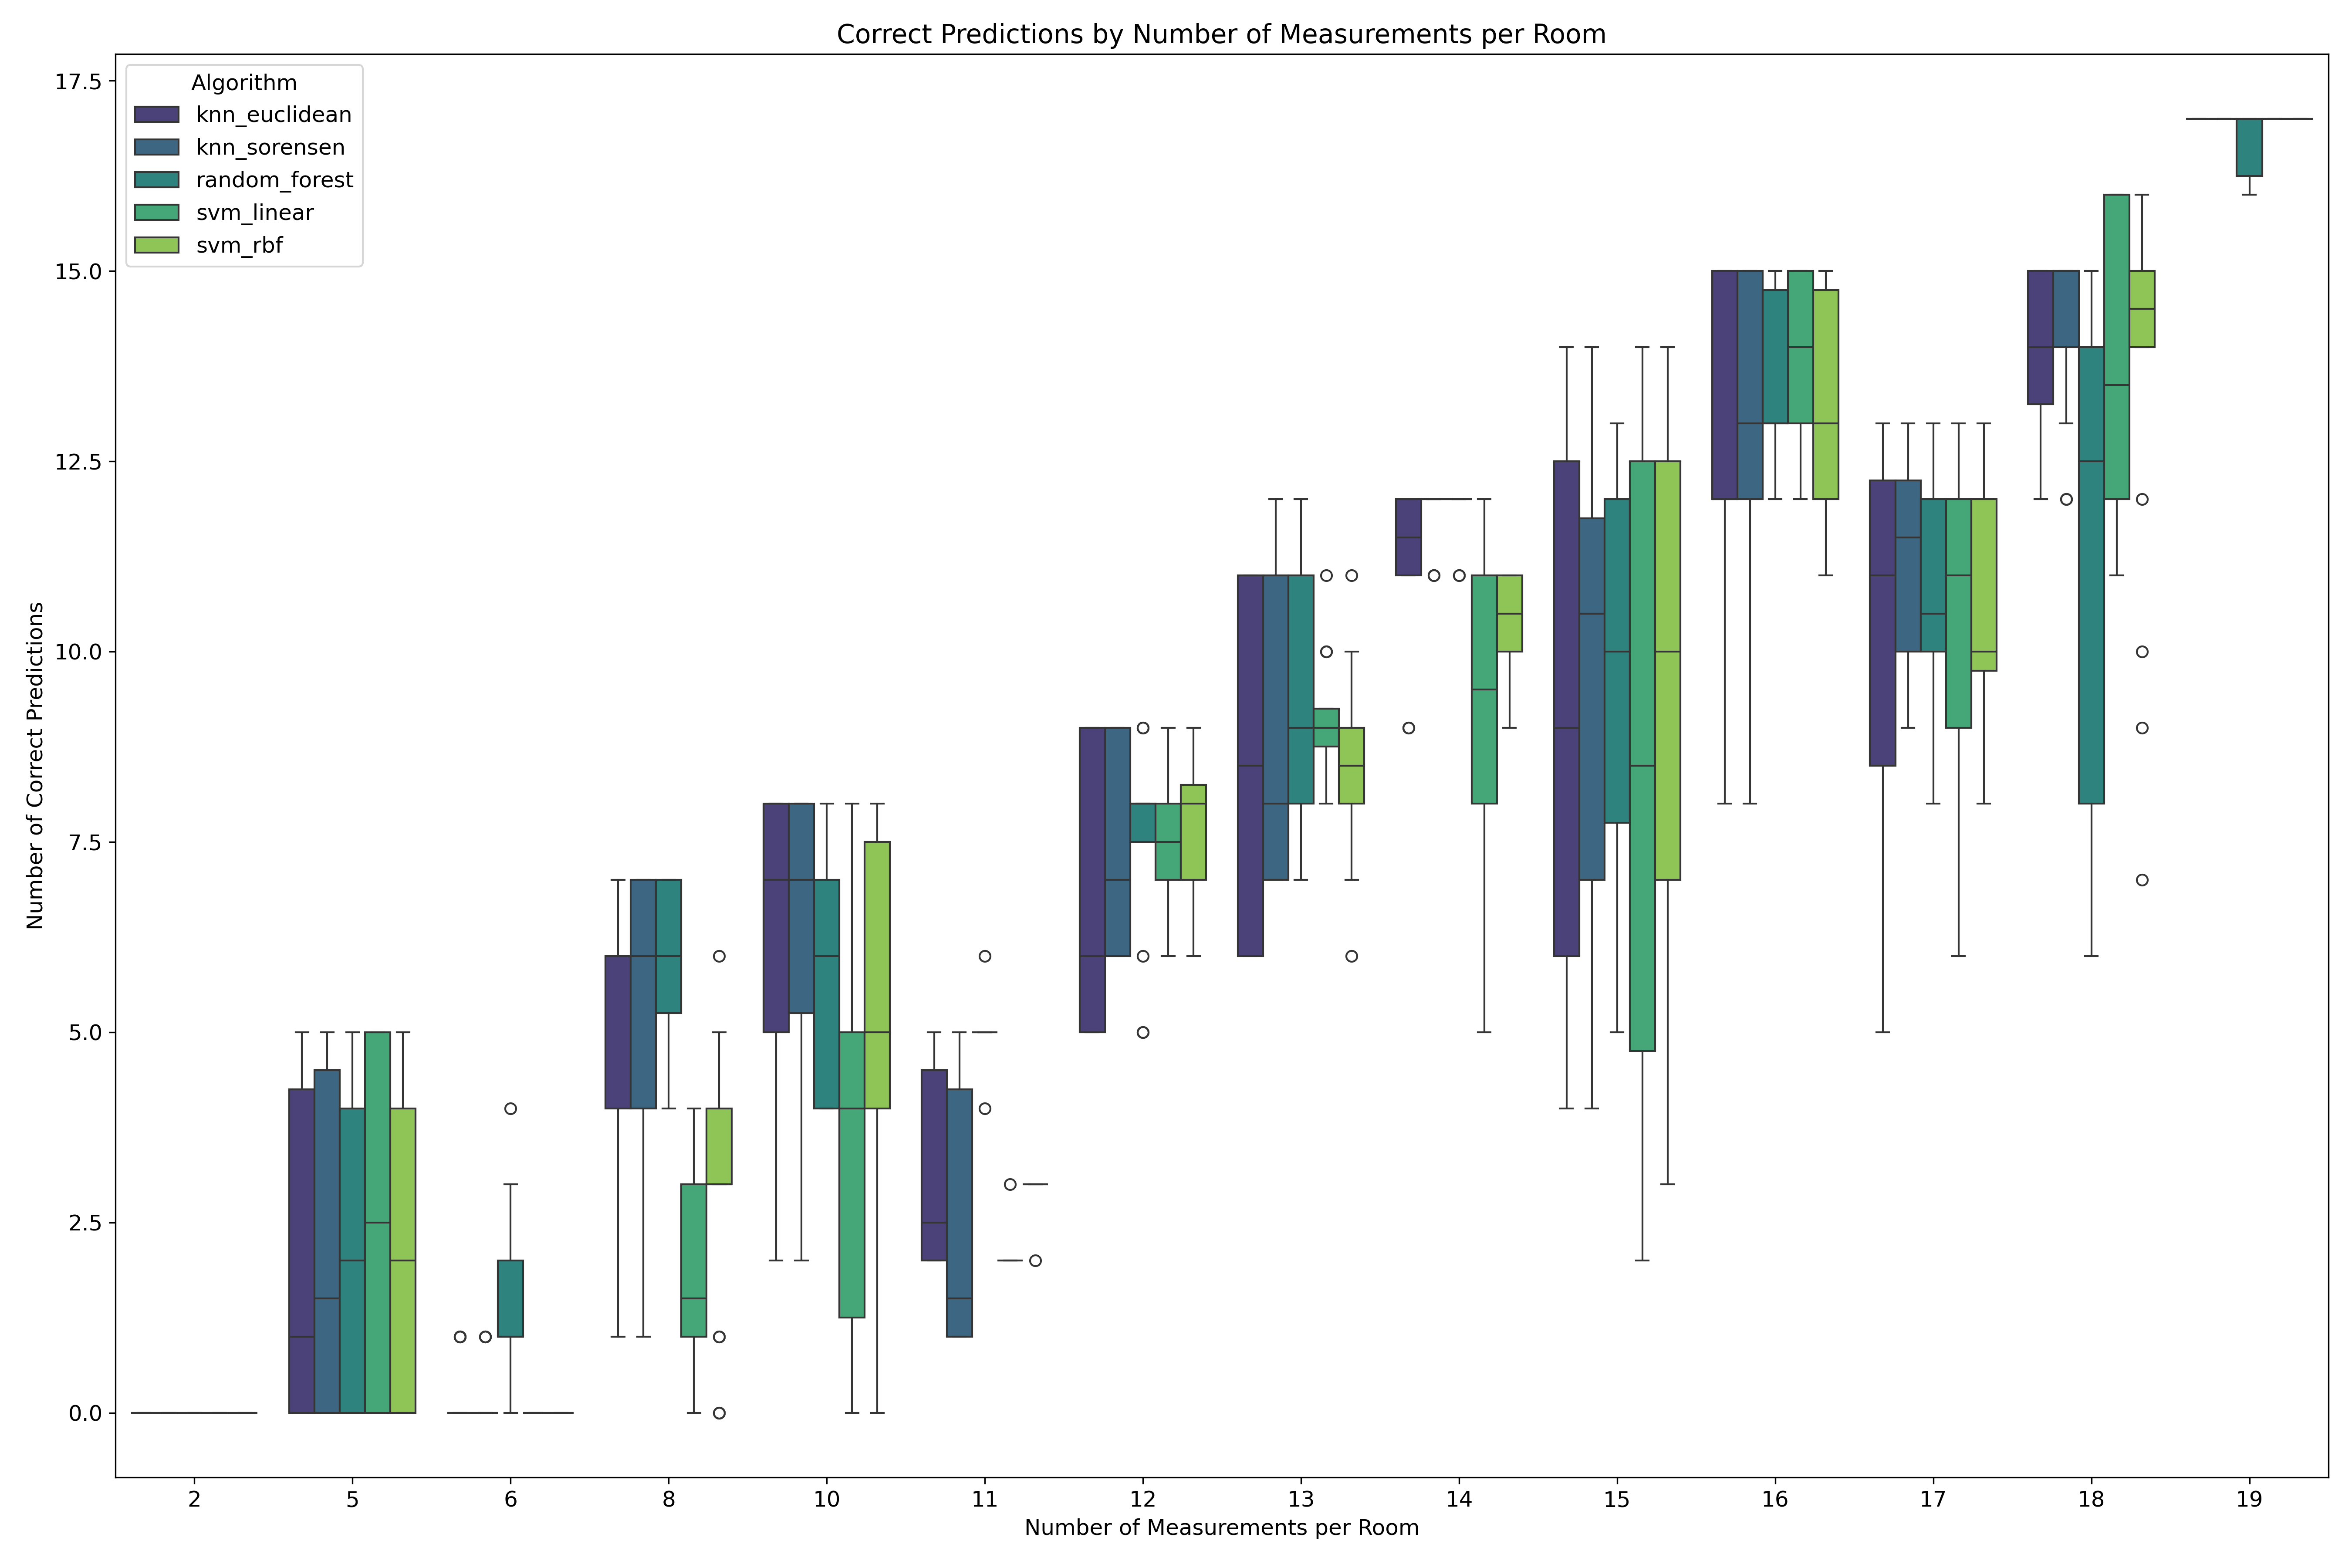 Correct Predictions by Number of Measurements per Room
Algorithm
knn_euclidean
knn_sorensen
random_forest
svm_linear
svm_rbf
Number of Correct Predictions
17.5
15.0
12.5
10.0
7.5
5.0
2.5
0.0
2 5 6 8 10 11 12 13 14 15 16 17 18 19
Number of Measurements per Room